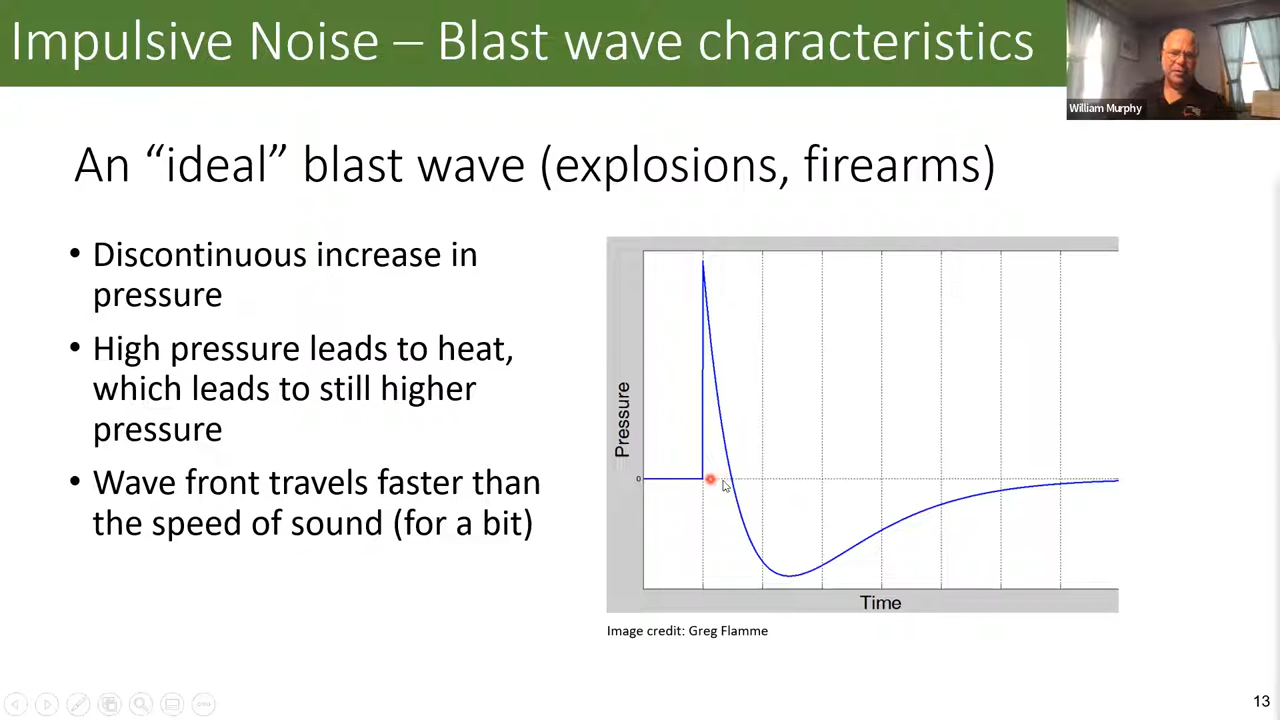 Impulsive Noise – Blast wave characteristics
William Murphy
An “ideal” blast wave (explosions, firearms)
• Discontinuous increase in
pressure
• High pressure leads to heat,
which leads to still higher
pressure
• Wave front travels faster than
the speed of sound (for a bit)
Pressure
0
Time
Image credit: Greg Flamme
13